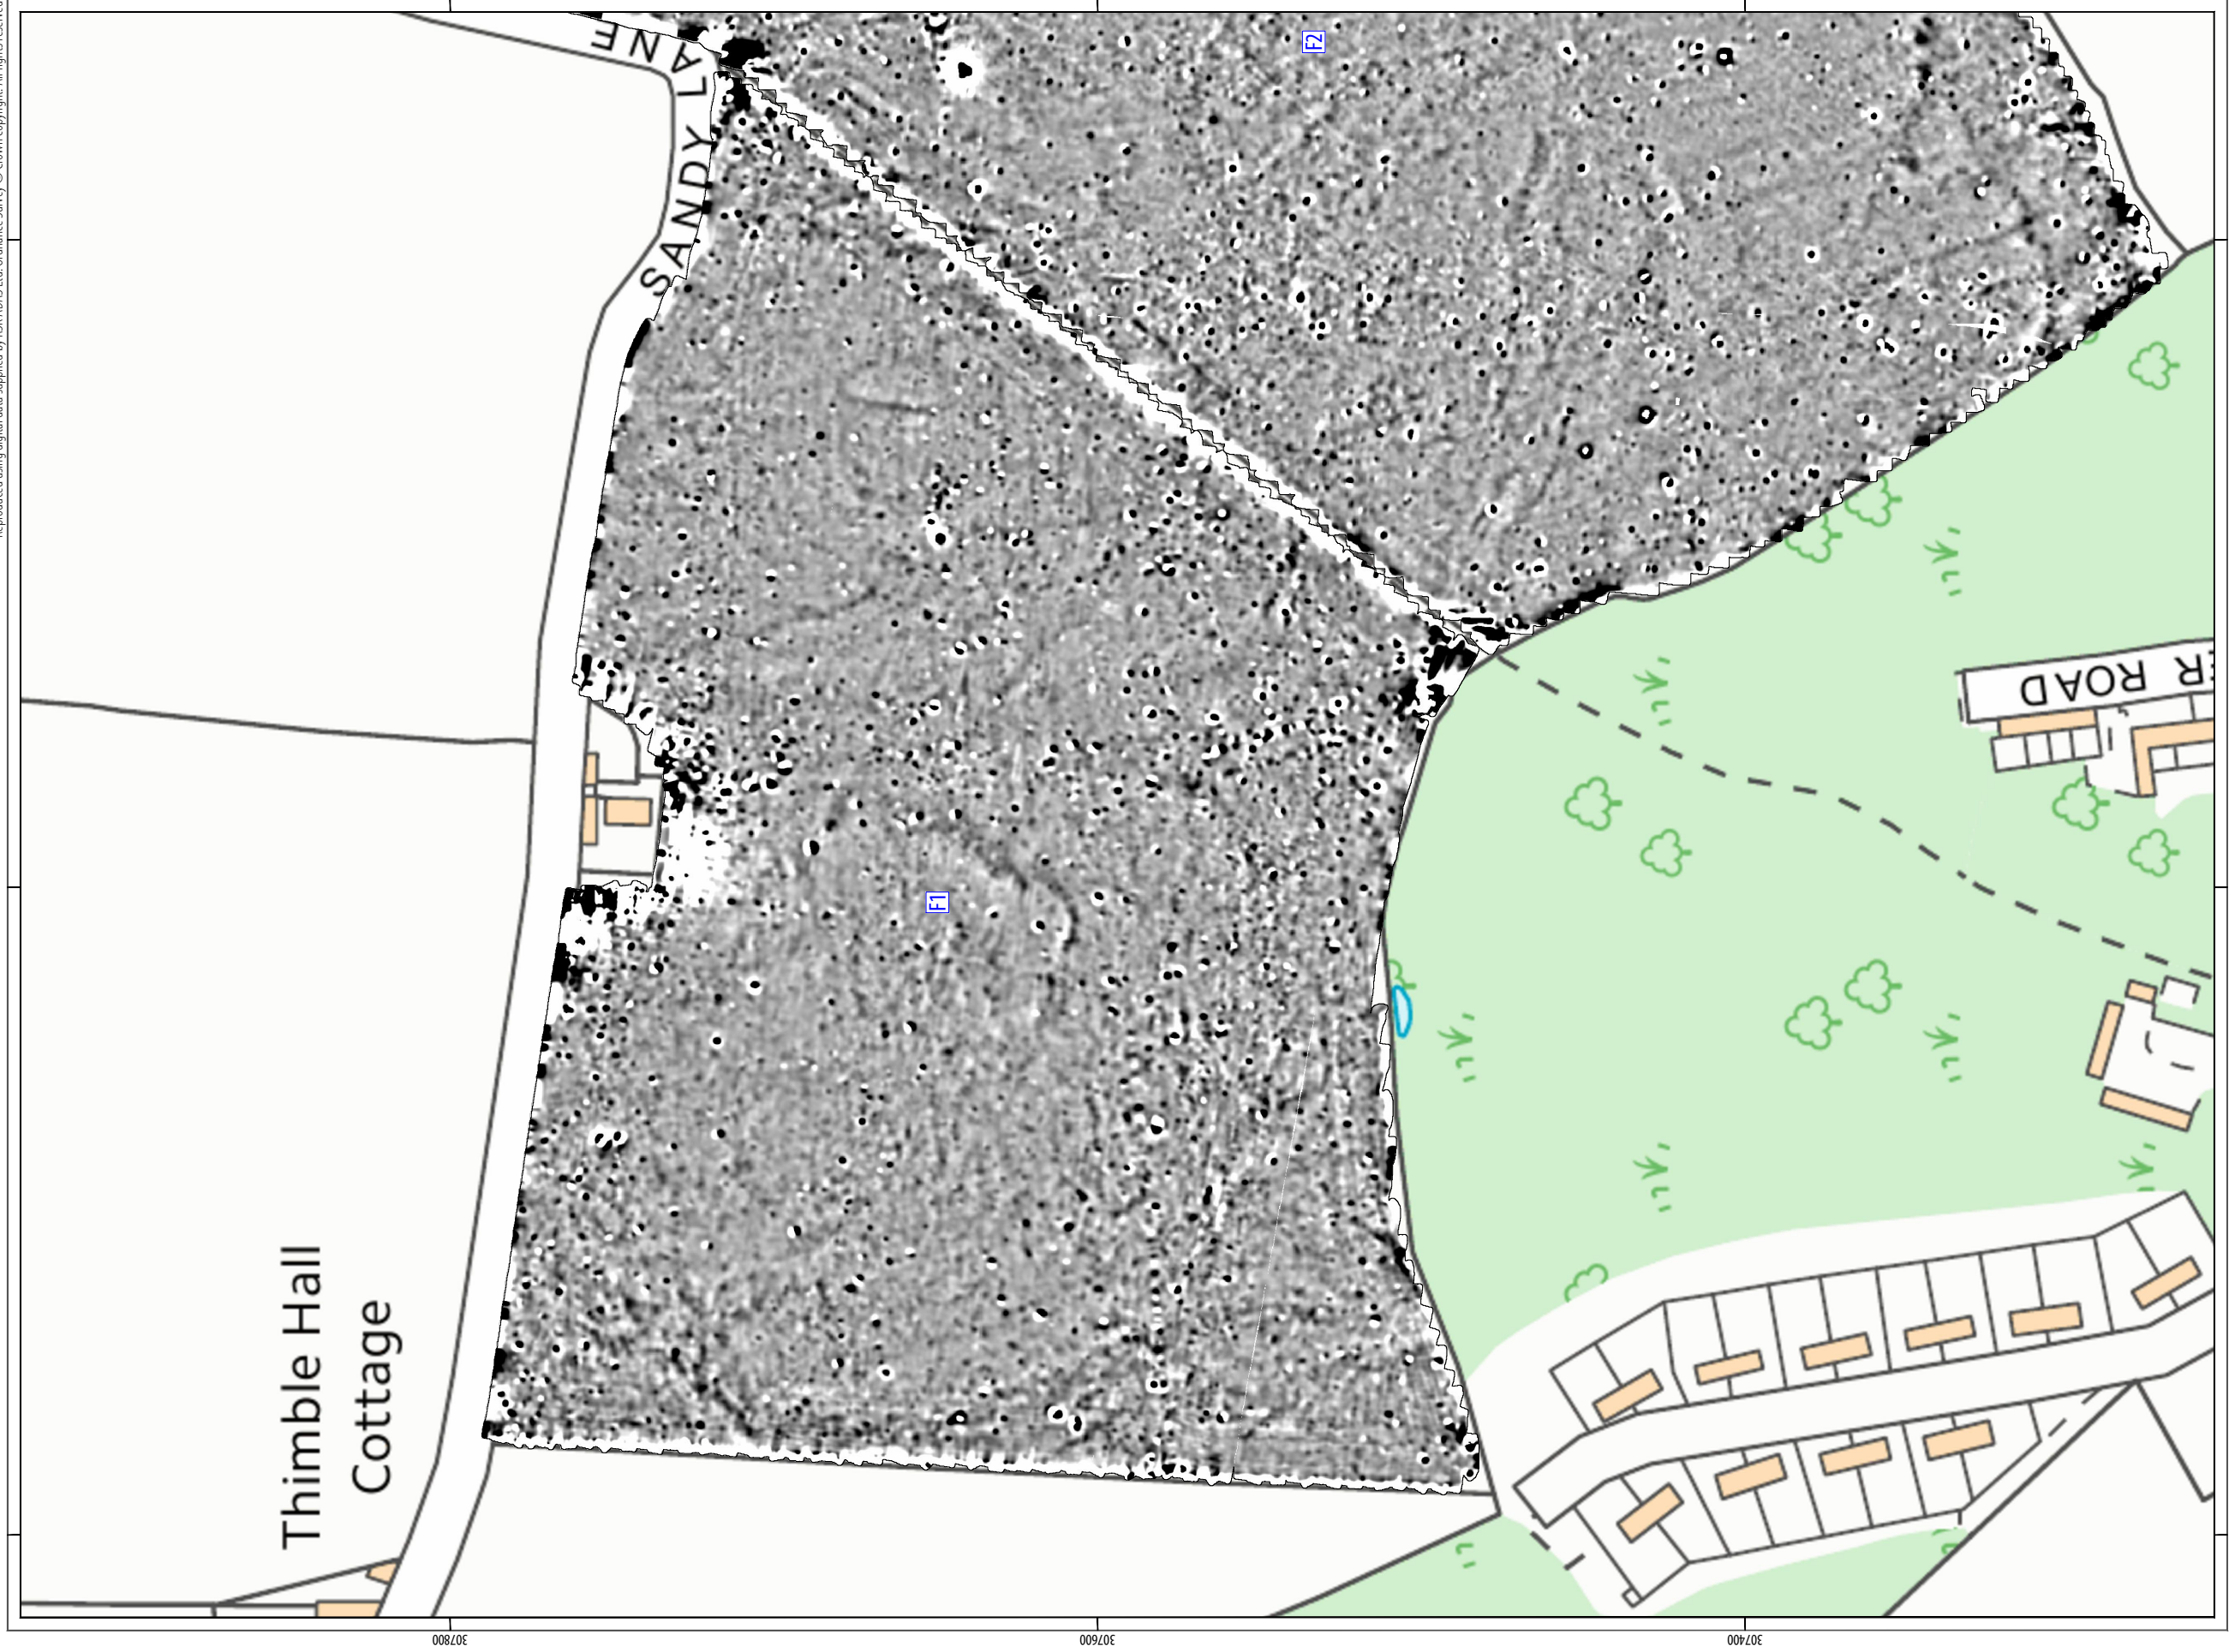 SANDY LANE
F2
F1
ER ROAD
Thimble Hall
Cottage
307800
307600
307400